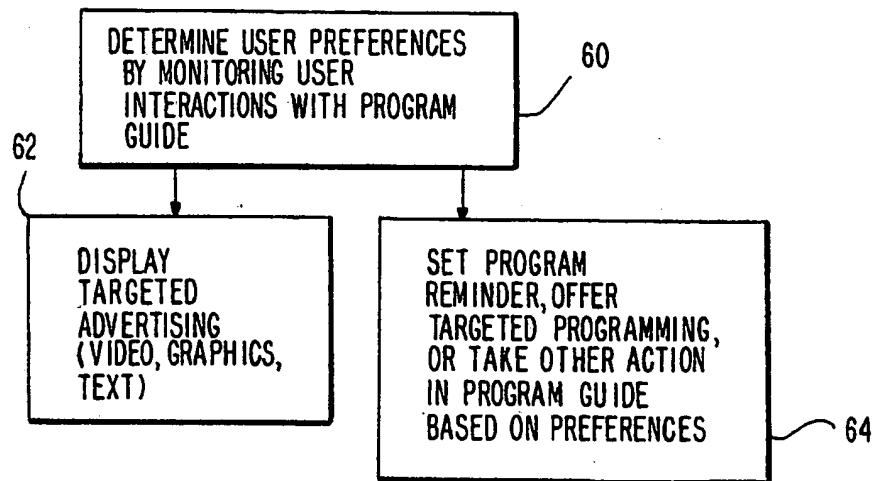 DETERMINE USER PREFERENCES
BY MONITORING USER
INTERACTIONS WITH PROGRAM
GUIDE
60
62
DISPLAY
TARGETED
ADVERTISING
(VIDEO, GRAPHICS,
TEXT)
SET PROGRAM
REMINDER, OFFER
TARGETED PROGRAMMING,
OR TAKE OTHER ACTION
IN PROGRAM GUIDE
BASED ON PREFERENCES
64